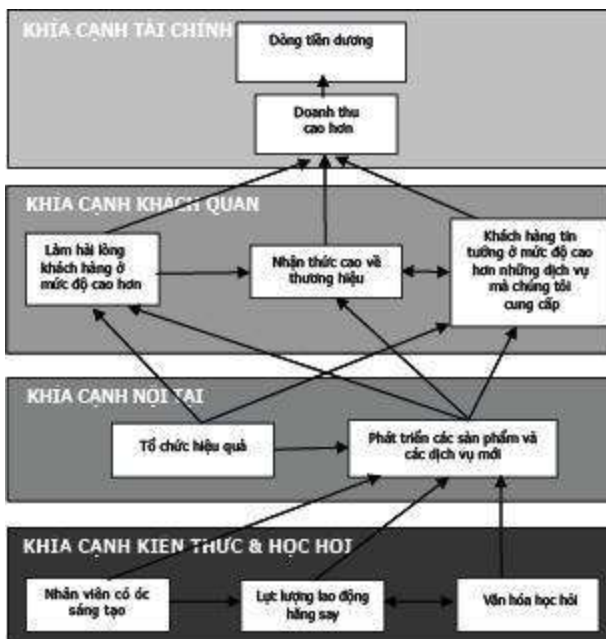 KHÍA CẠNH TÀI CHÍNH
Dòng tiền dương
Doanh thu
cao hơn
KHÍA CẠNH KHÁCH QUAN
Làm hài lòng
khách hàng ở
mức độ cao hơn
Nhận thức cao về
thương hiệu
Khách hàng tin
tưởng ở mức độ cao
hơn những dịch vụ
mà chúng tôi
cung cấp
KHÍA CẠNH NỘI TẠI
Tổ chức hiệu quả
Phát triển các sản phẩm và
các dịch vụ mới
KHÍA CẠNH KIẾN THỨC & HỌC HỎI
Nhân viên có óc
sáng tạo
Lực lượng lao động
hăng say
Văn hóa học hỏi